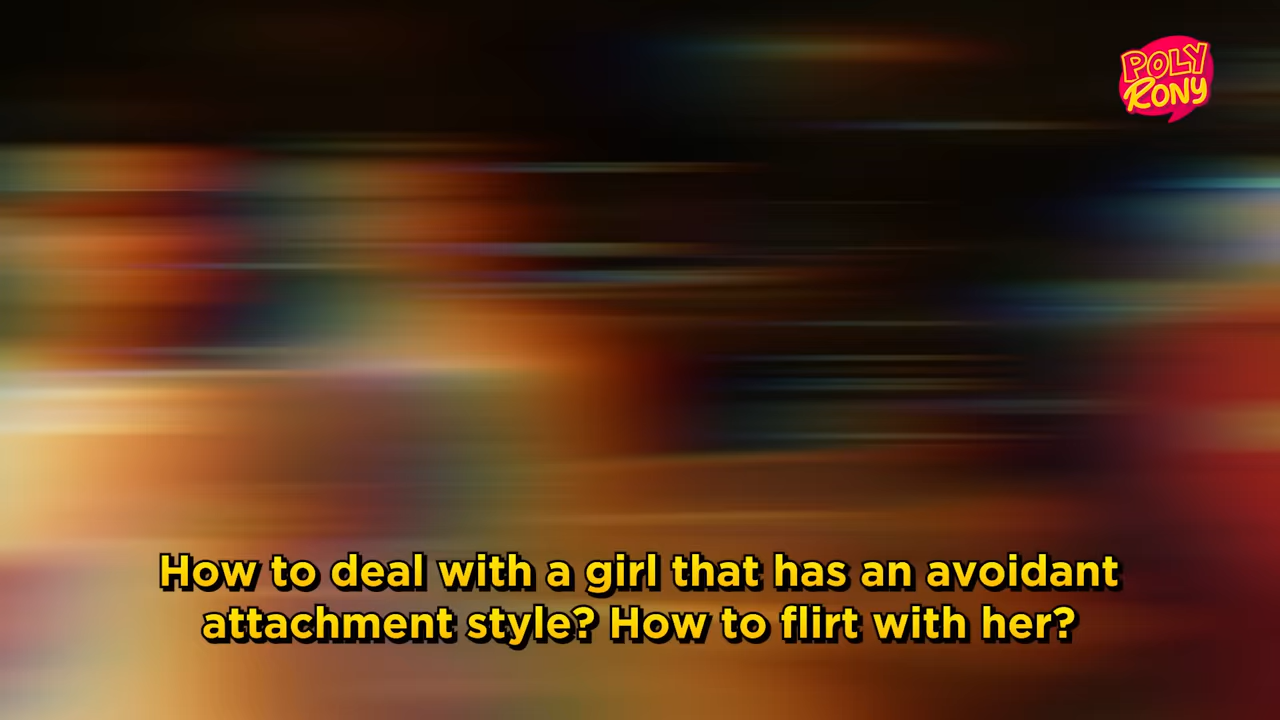 POLY
RONY
How to deal with a girl that has an avoidant
attachment style? How to flirt with her?